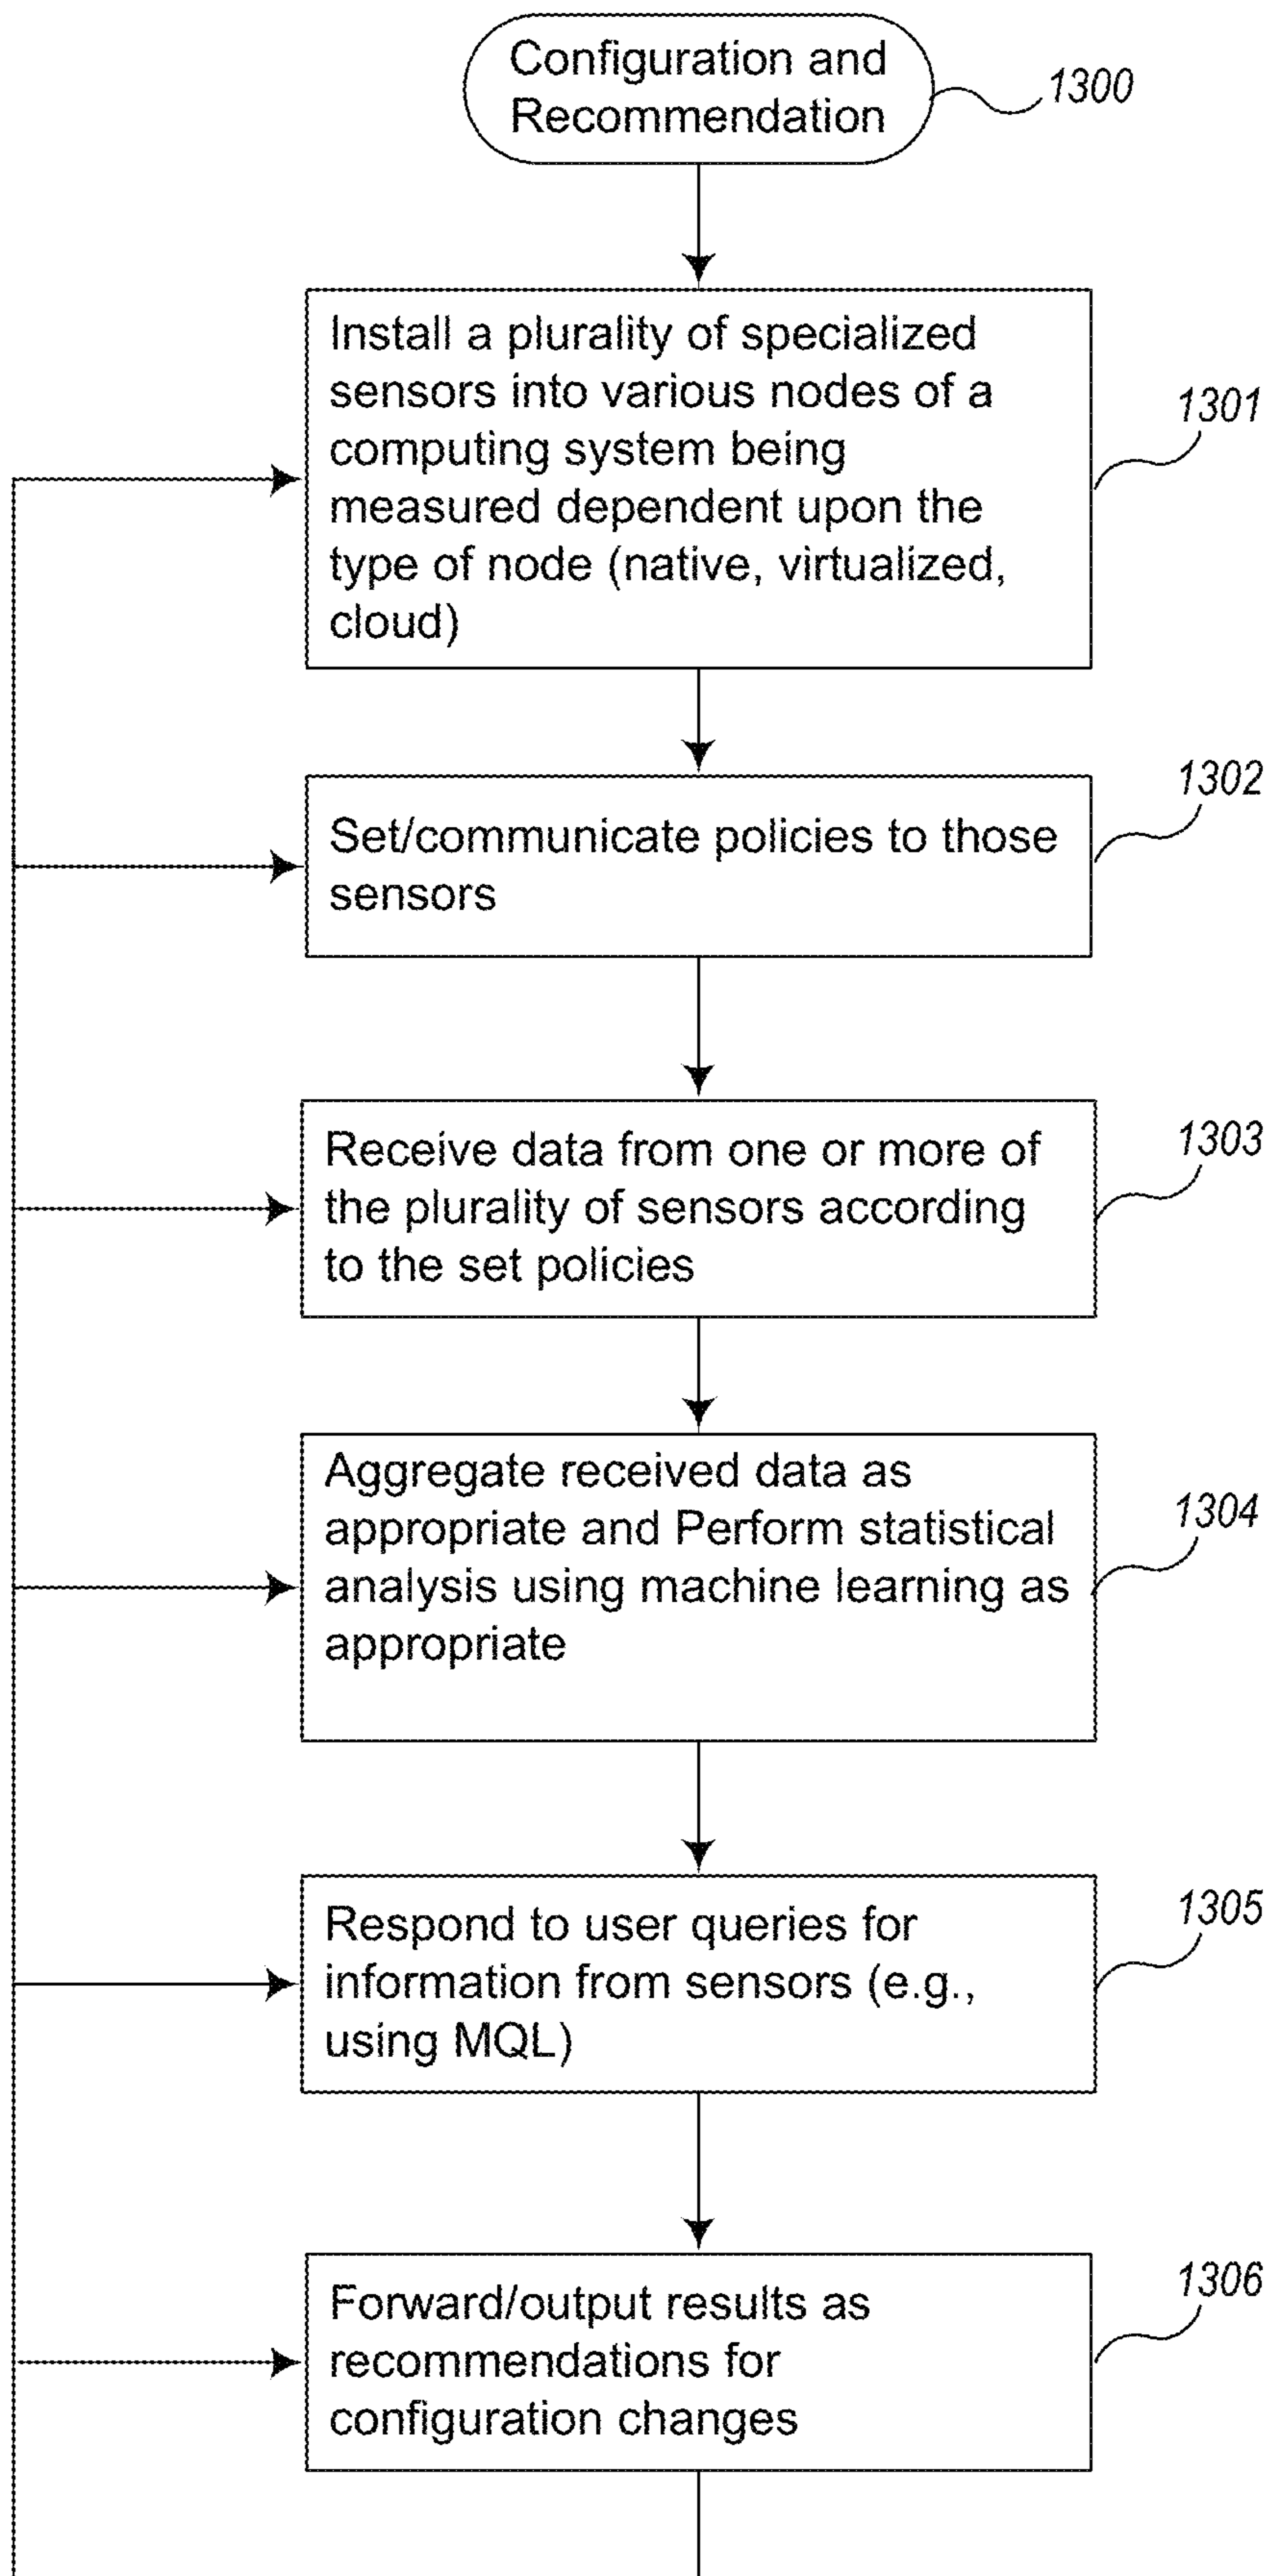 Configuration and
Recommendation
1300
Install a plurality of specialized
sensors into various nodes of a
computing system being
measured dependent upon the
type of node (native, virtualized,
cloud)
1301
Set/communicate policies to those
sensors
1302
Receive data from one or more of
the plurality of sensors according
to the set policies
1303
Aggregate received data as
appropriate and Perform statistical
analysis using machine learning as
appropriate
1304
Respond to user queries for
information from sensors (e.g.,
using MQL)
1305
Forward/output results as
recommendations for
configuration changes
1306